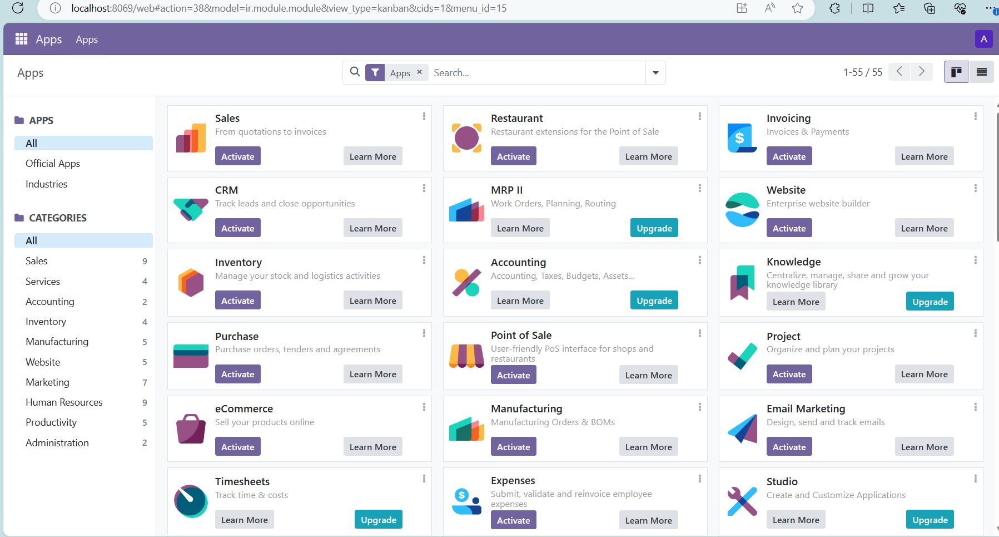 localhost:8069/web#action=38&model=ir.module.module&view_type=kanban&cids=1&menu_id=15
Apps Apps
A
Apps
Apps × Search...
1-55 / 55
APPS
All
Official Apps
Industries
CATEGORIES
All
Sales 9
Services 4
Accounting 2
Inventory 4
Manufacturing 5
Website 5
Marketing 7
Human Resources 9
Productivity 5
Administration 2
Sales
From quotations to invoices
Activate Learn More
Restaurant
Restaurant extensions for the Point of Sale
Activate Learn More
Invoicing
Invoices & Payments
Activate Learn More
CRM
Track leads and close opportunities
Activate Learn More
MRP II
Work Orders, Planning, Routing
Learn More Upgrade
Website
Enterprise website builder
Activate Learn More
Inventory
Manage your stock and logistics activities
Activate Learn More
Accounting
Accounting, Taxes, Budgets, Assets...
Learn More Upgrade
Knowledge
Centralize, manage, share and grow your
knowledge library
Learn More Upgrade
Purchase
Purchase orders, tenders and agreements
Activate Learn More
Point of Sale
User-friendly PoS interface for shops and
restaurants
Activate Learn More
Project
Organize and plan your projects
Activate Learn More
eCommerce
Sell your products online
Activate Learn More
Manufacturing
Manufacturing Orders & BOMs
Activate Learn More
Email Marketing
Design, send and track emails
Activate Learn More
Timesheets
Track time & costs
Learn More Upgrade
Expenses
Submit, validate and reinvoice employee
expenses
Activate Learn More
Studio
Create and Customize Applications
Learn More Upgrade